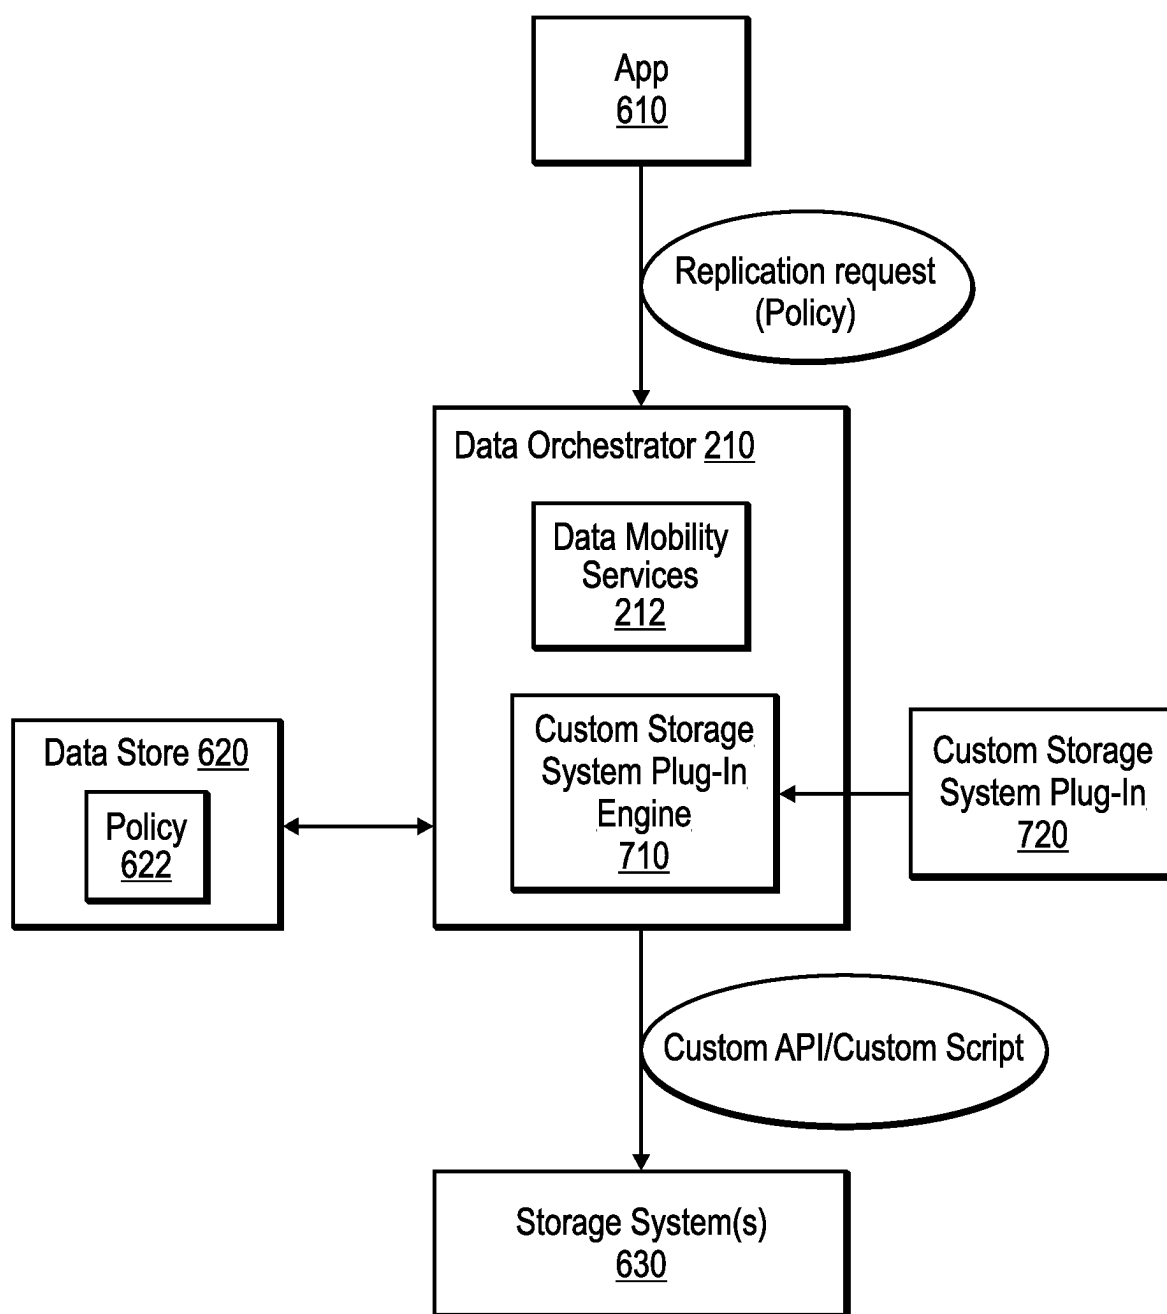 App
610
Replication request
(Policy)
Data Orchestrator 210
Data Mobility
Services
212
Data Store 620
Policy
622
Custom Storage
System Plug-In
Engine
710
Custom Storage
System Plug-In
720
Custom API/Custom Script
Storage System(s)
630